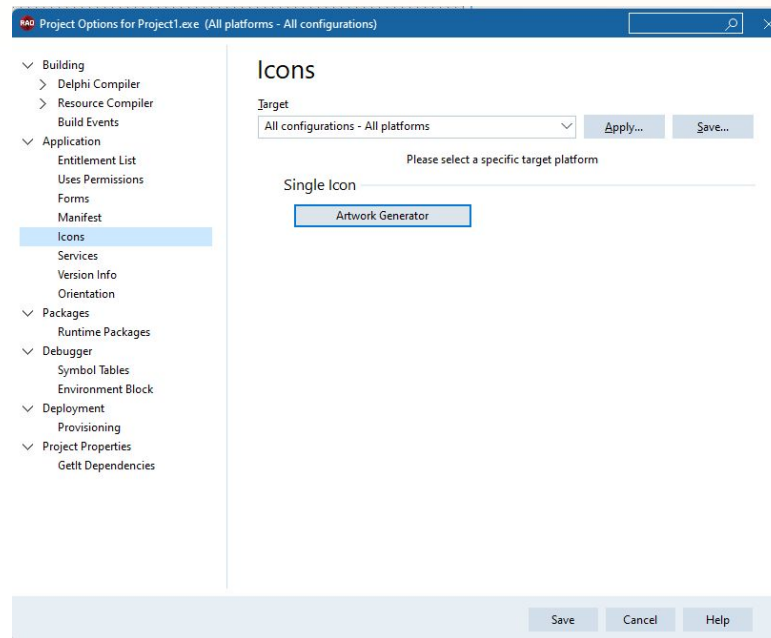 RAD Project Options for Project1.exe (All platforms - All configurations)
Building
Delphi Compiler
Resource Compiler
Build Events
Application
Entitlement List
Uses Permissions
Forms
Manifest
Icons
Services
Version Info
Orientation
Packages
Runtime Packages
Debugger
Symbol Tables
Environment Block
Deployment
Provisioning
Project Properties
GetIt Dependencies
Icons
Target
All configurations - All platforms Apply... Save...
Please select a specific target platform
Single Icon
Artwork Generator
Save Cancel Help